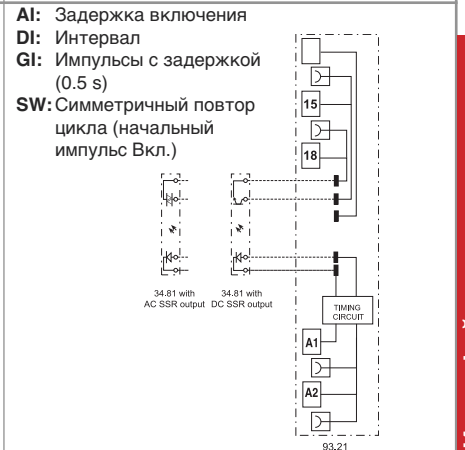 AI: Задержка включения
DI: Интервал
GI: Импульсы с задержкой
(0.5 s)
SW: Симметричный повтор
цикла (начальный
импульс Вкл.)
15
18
34.81 with
AC SSR output
34.81 with
DC SSR output
TIMING
CIRCUIT
A1
A2
93.21